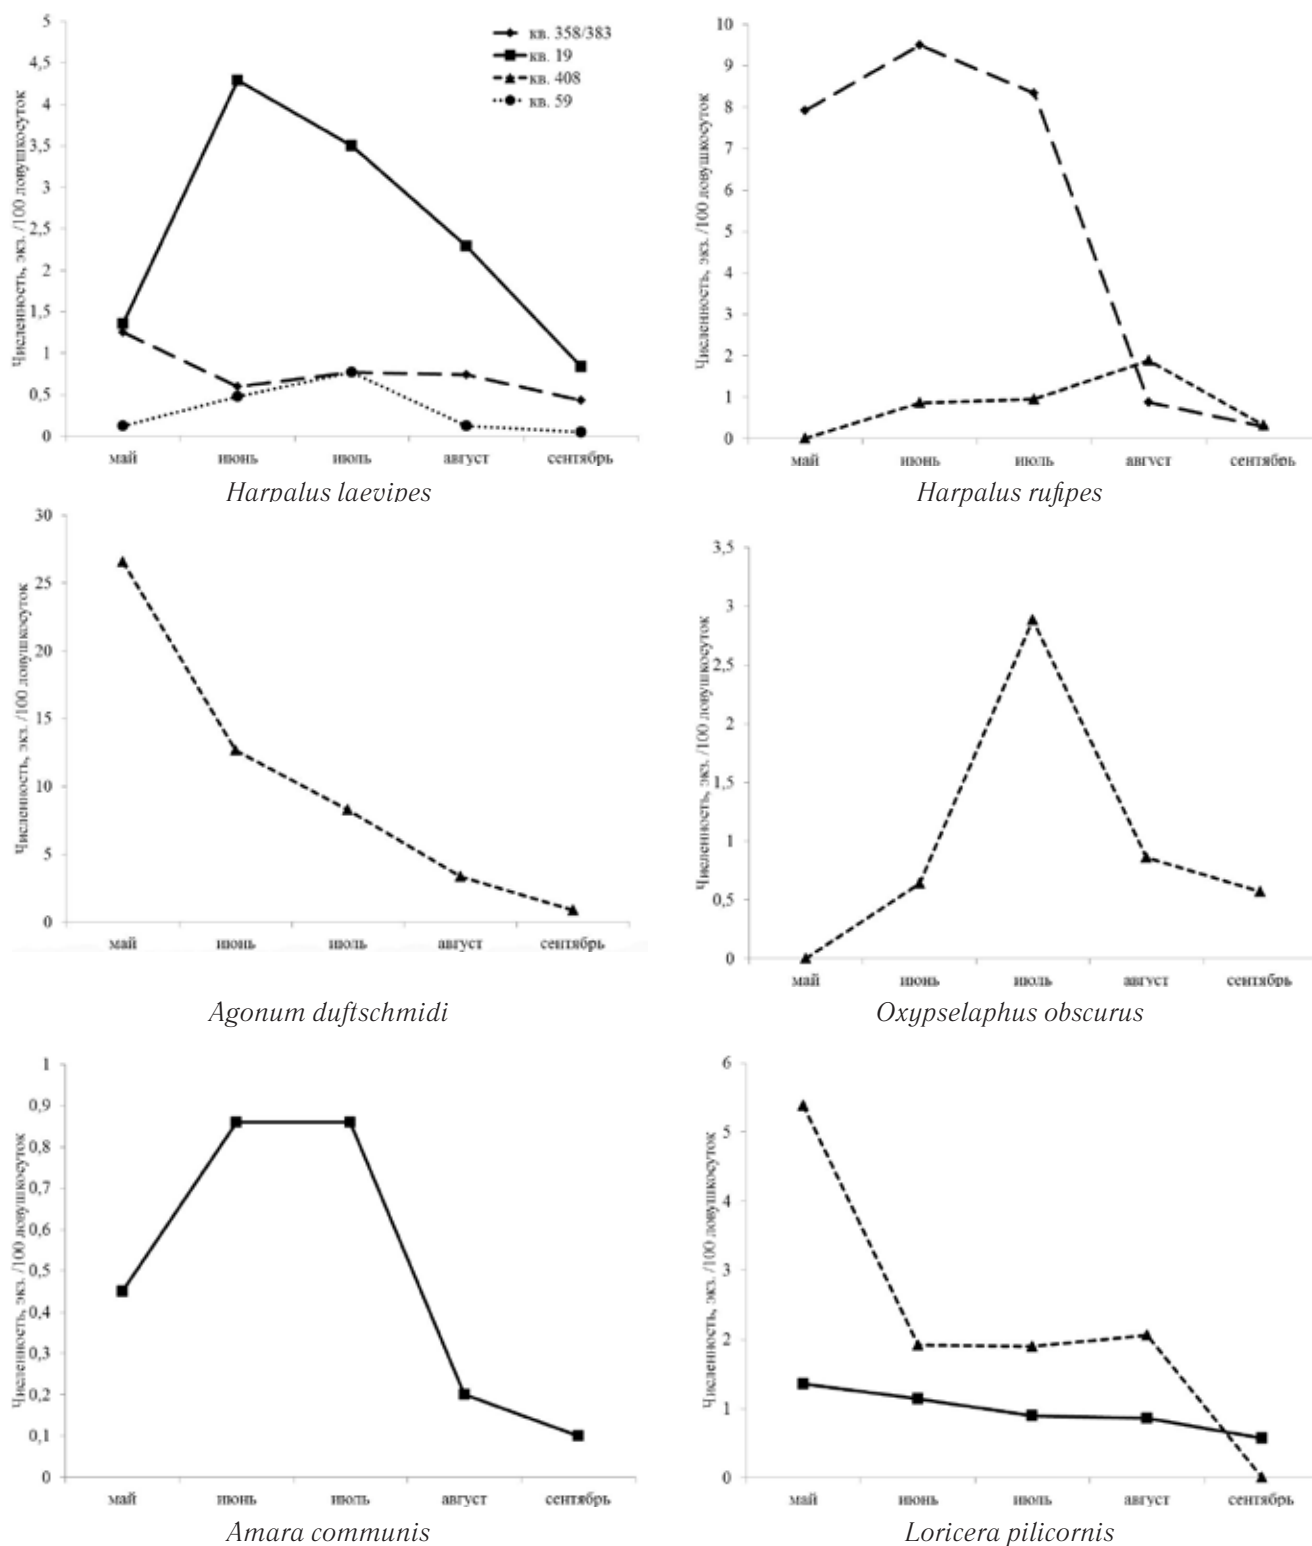 Численность, экз. /100 ловушкосуток
5
4,5
4
3,5
3
2,5
2
1,5
1
0,5
0
кв. 358/383
кв. 19
кв. 408
кв. 59
май июнь июль август сентябрь
Harpalus laevipes
Численность, экз. /100 ловушкосуток
10
9
8
7
6
5
4
3
2
1
0
май июнь июль август сентябрь
Harpalus rufipes
Численность, экз. /100 ловушкосуток
30
25
20
15
10
5
0
май июнь июль август сентябрь
Agonum duftschmidi
Численность, экз. /100 ловушкосуток
3,5
3
2,5
2
1,5
1
0,5
0
май июнь июль август сентябрь
Oxypselaphus obscurus
Численность, экз. /100 ловушкосуток
1
0,9
0,8
0,7
0,6
0,5
0,4
0,3
0,2
0,1
0
май июнь июль август сентябрь
Amara communis
Численность, экз. /100 ловушкосуток
6
5
4
3
2
1
0
май июнь июль август сентябрь
Loricera pilicornis